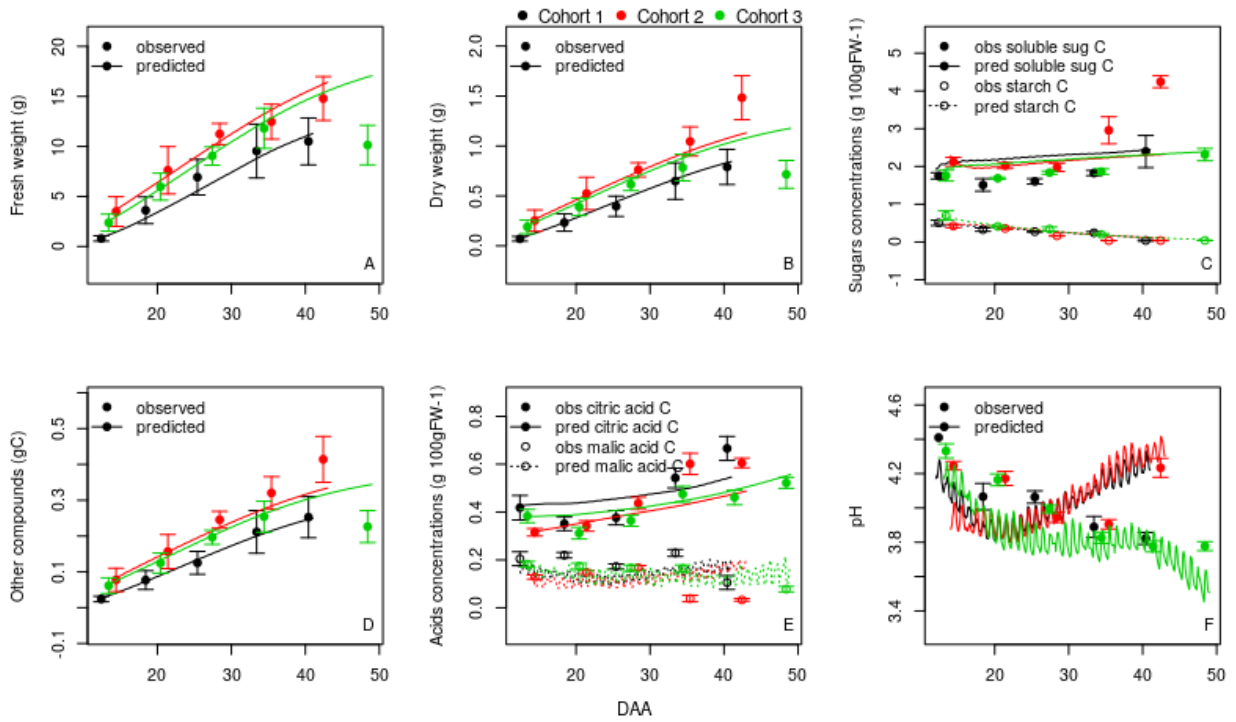 Cohort 1 Cohort 2 Cohort 3
Fresh weight (g)
20
15
10
5
0
observed
predicted
A
20 30 40 50
Dry weight (g)
2.0
1.5
1.0
0.5
0.0
observed
predicted
B
20 30 40 50
Sugars concentrations (g 100gFW-1)
5
4
3
2
1
0
-1
obs soluble sug C
pred soluble sug C
obs starch C
pred starch C
C
20 30 40 50
Other compounds (gC)
0.5
0.3
0.1
-0.1
observed
predicted
D
20 30 40 50
Acids concentrations (g 100gFW-1)
0.8
0.6
0.4
0.2
0.0
obs citric acid C
pred citric acid C
obs malic acid C
pred malic acid C
E
20 30 40 50
pH
4.6
4.2
3.8
3.4
observed
predicted
F
20 30 40 50
DAA